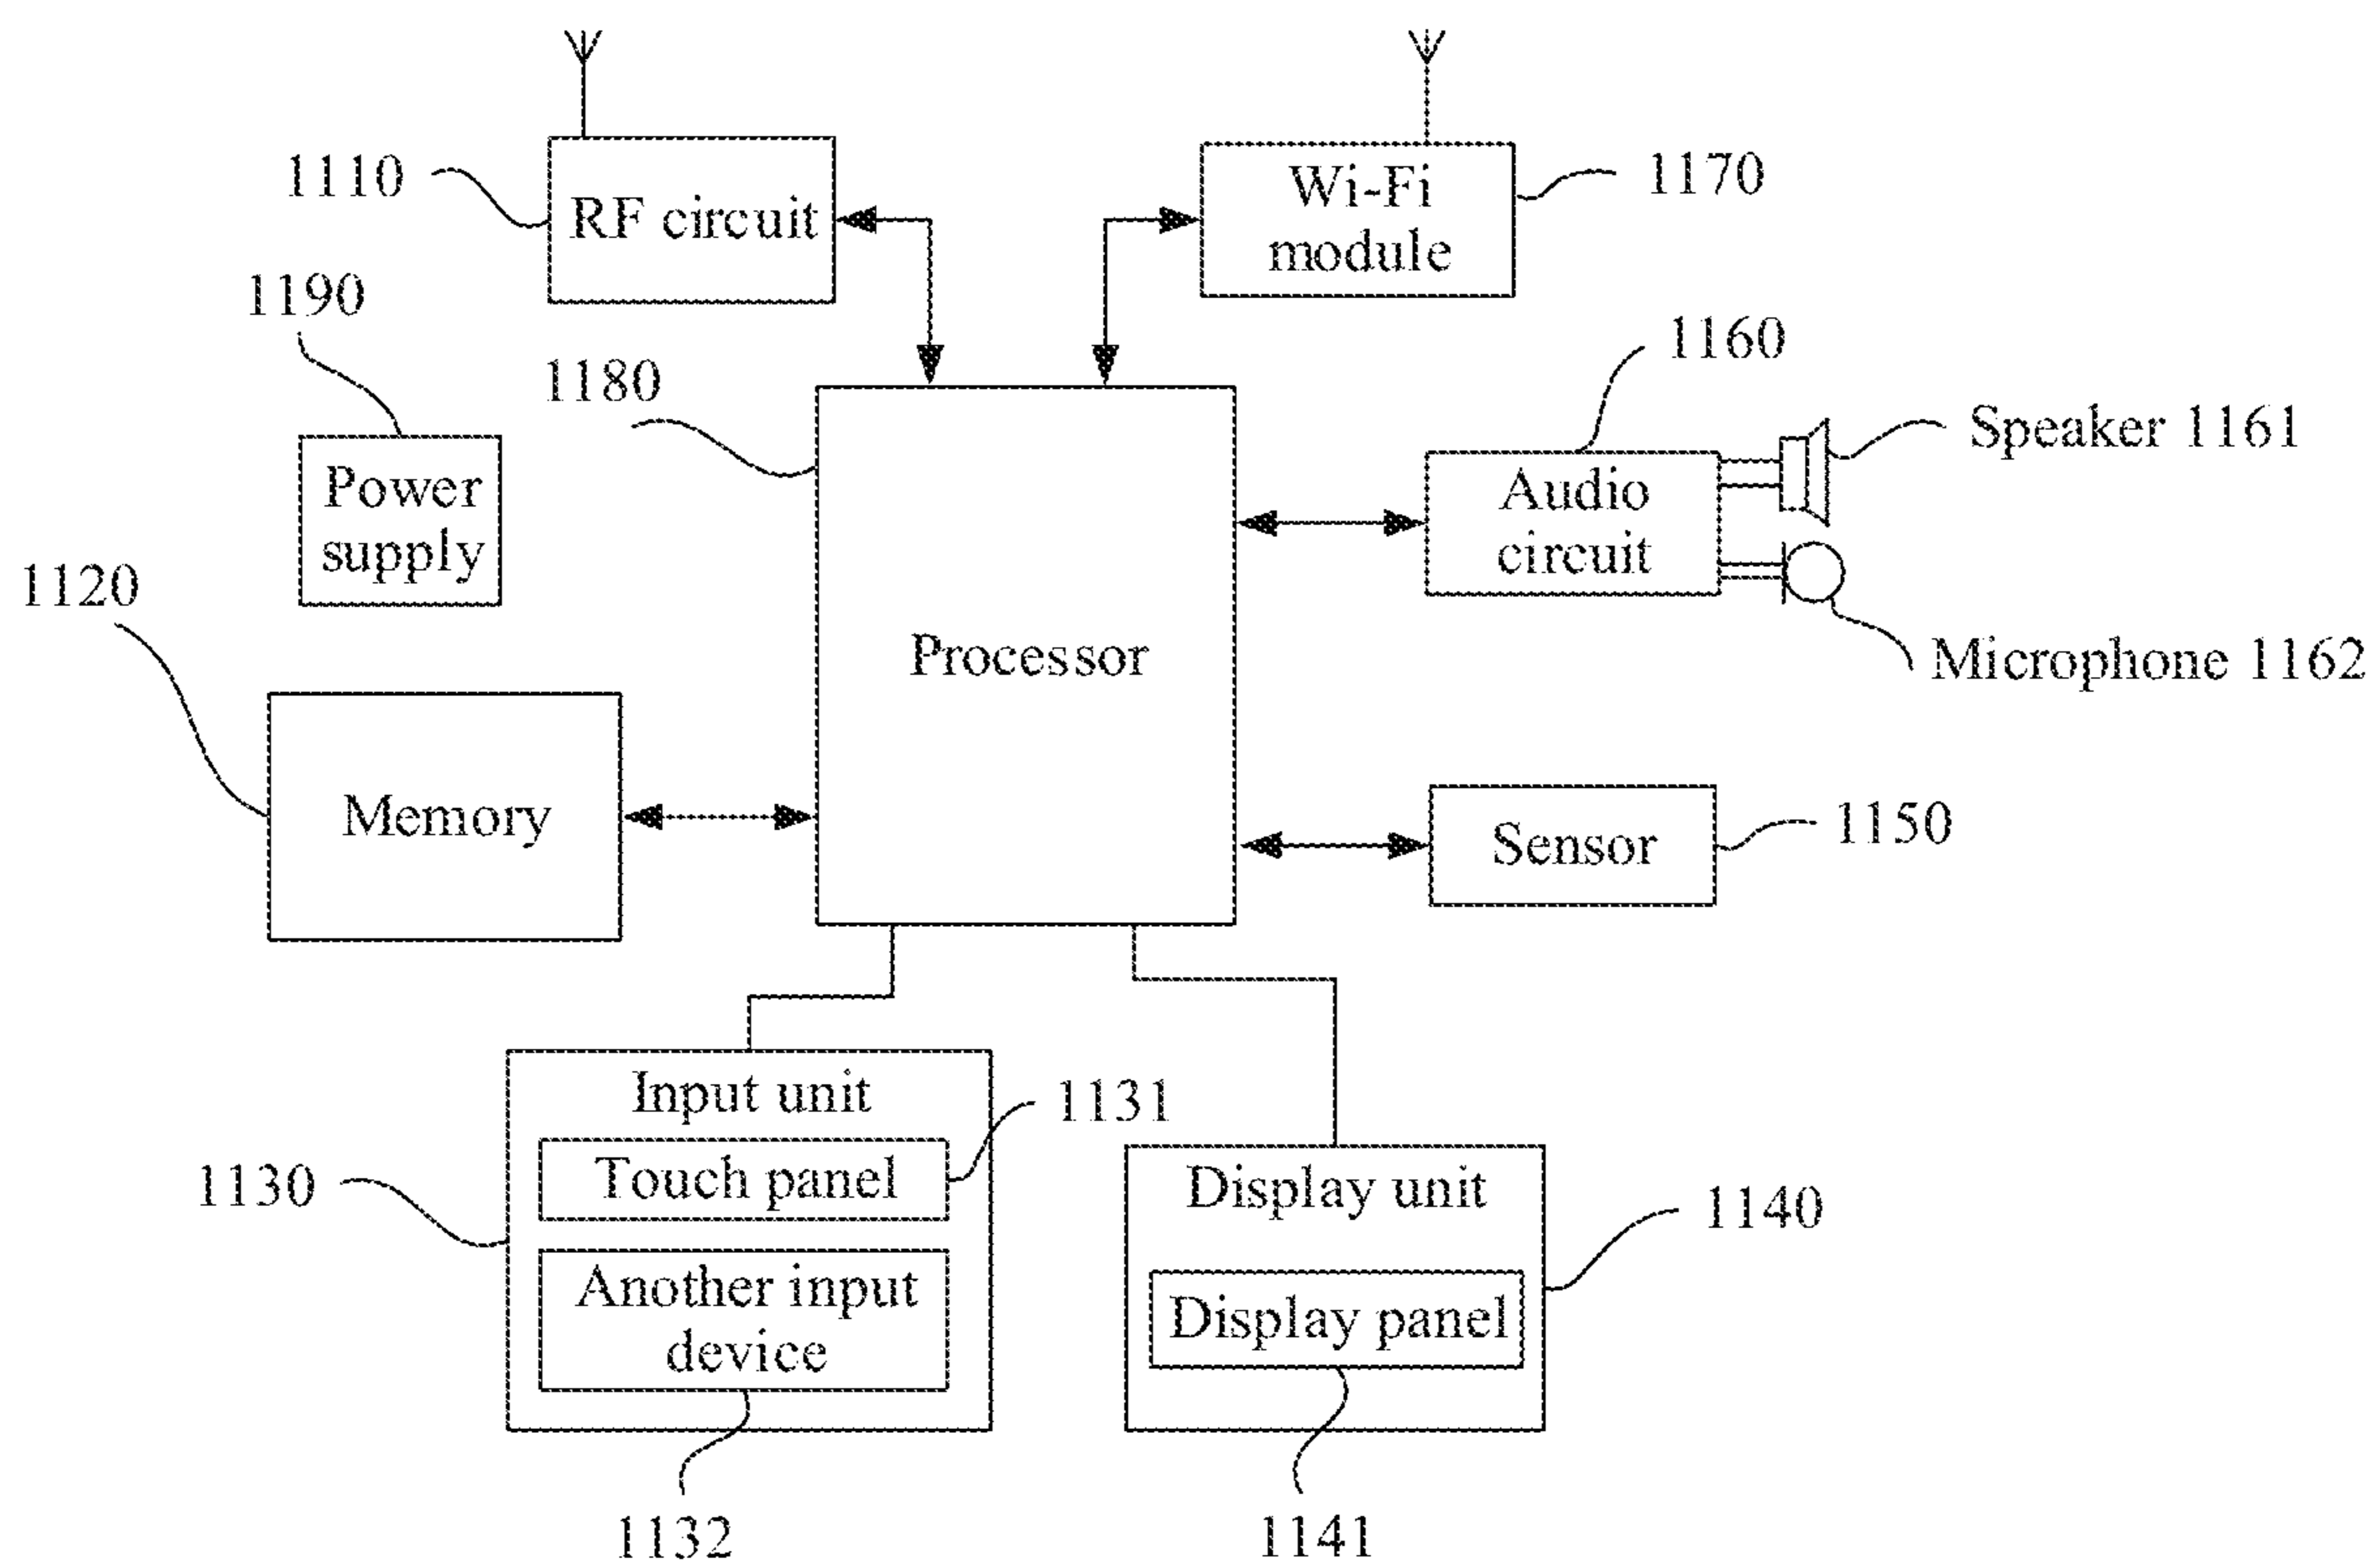 1110
RF circuit
Wi-Fi
module
1170
1190
1180
1160
Power
supply
Audio
circuit
Speaker 1161
Microphone 1162
1120
Processor
Memory
Sensor
1150
Input unit
1131
Touch panel
1130
Another input
device
1132
Display unit
1140
Display panel
1141